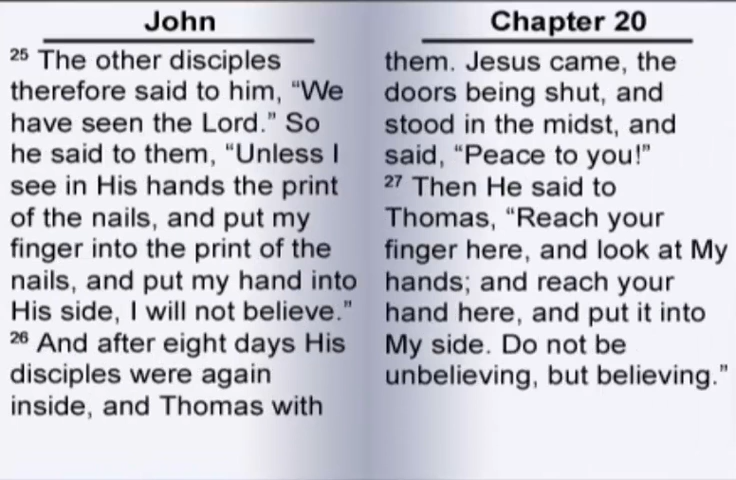 John
²⁵ The other disciples
therefore said to him, “We
have seen the Lord.” So
he said to them, “Unless I
see in His hands the print
of the nails, and put my
finger into the print of the
nails, and put my hand into
His side, I will not believe.”
²⁶ And after eight days His
disciples were again
inside, and Thomas with
Chapter 20
them. Jesus came, the
doors being shut, and
stood in the midst, and
said, “Peace to you!”
²⁷ Then He said to
Thomas, “Reach your
finger here, and look at My
hands; and reach your
hand here, and put it into
My side. Do not be
unbelieving, but believing.”